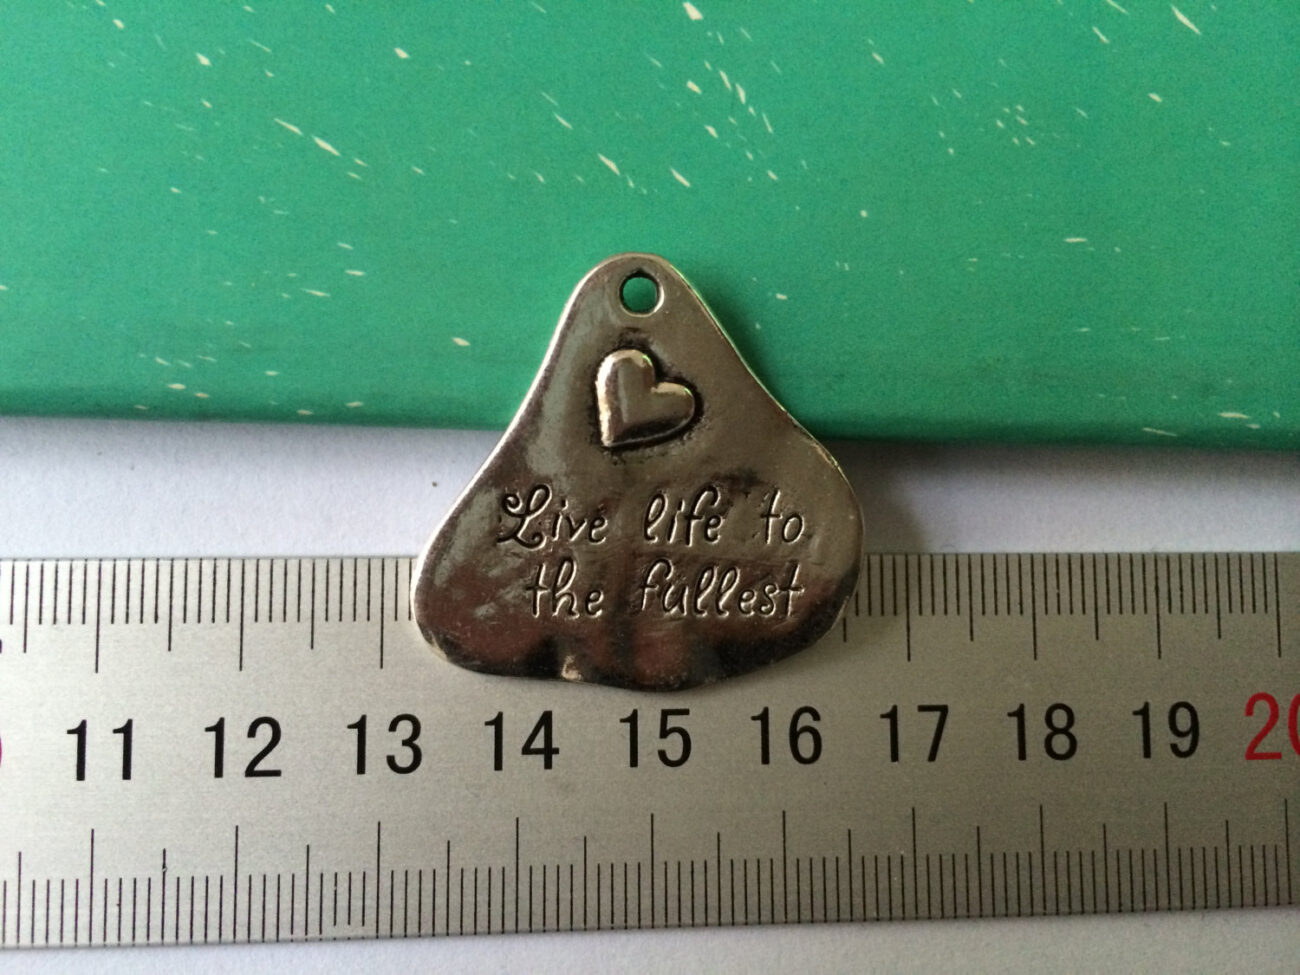 Live life to
the fullest
11 12 13 14 15 16 17 18 19 20